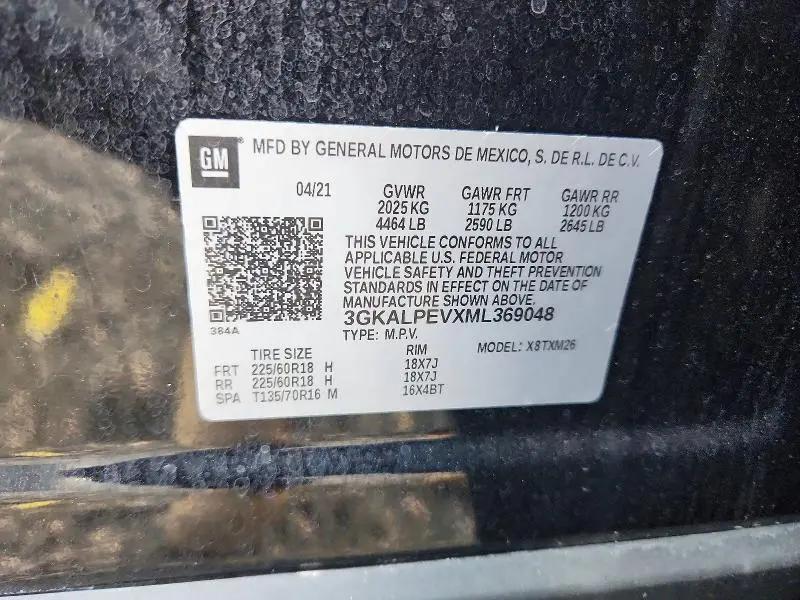 GM
MFD BY GENERAL MOTORS DE MEXICO, S. DE R.L. DE C.V.
04/21 GVWR GAWR FRT GAWR RR
2025 KG 1175 KG 1200 KG
4464 LB 2590 LB 2645 LB
THIS VEHICLE CONFORMS TO ALL
APPLICABLE U.S. FEDERAL MOTOR
VEHICLE SAFETY AND THEFT PREVENTION
STANDARDS IN EFFECT ON THE DATE OF
MANUFACTURE SHOWN ABOVE.
384A
3GKALPEVXML369048
TYPE: M.P.V. MODEL: X8TXM26
TIRE SIZE RIM
FRT 225/60R18 H 18X7J
RR 225/60R18 H 18X7J
SPA T135/70R16 M 16X4BT